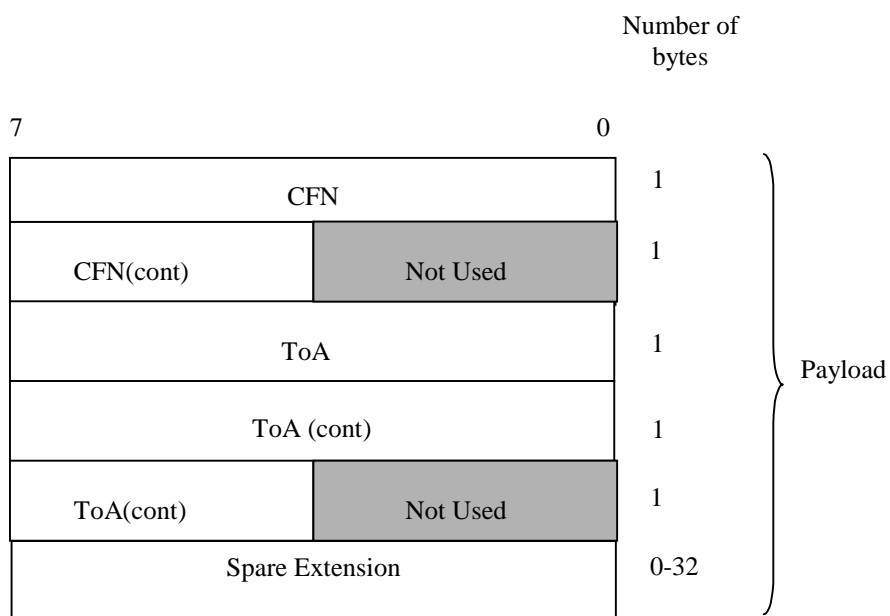 Number of
bytes
7 0
CFN 1
CFN(cont) Not Used 1
ToA 1
Payload
ToA (cont) 1
ToA(cont) Not Used 1
Spare Extension 0-32